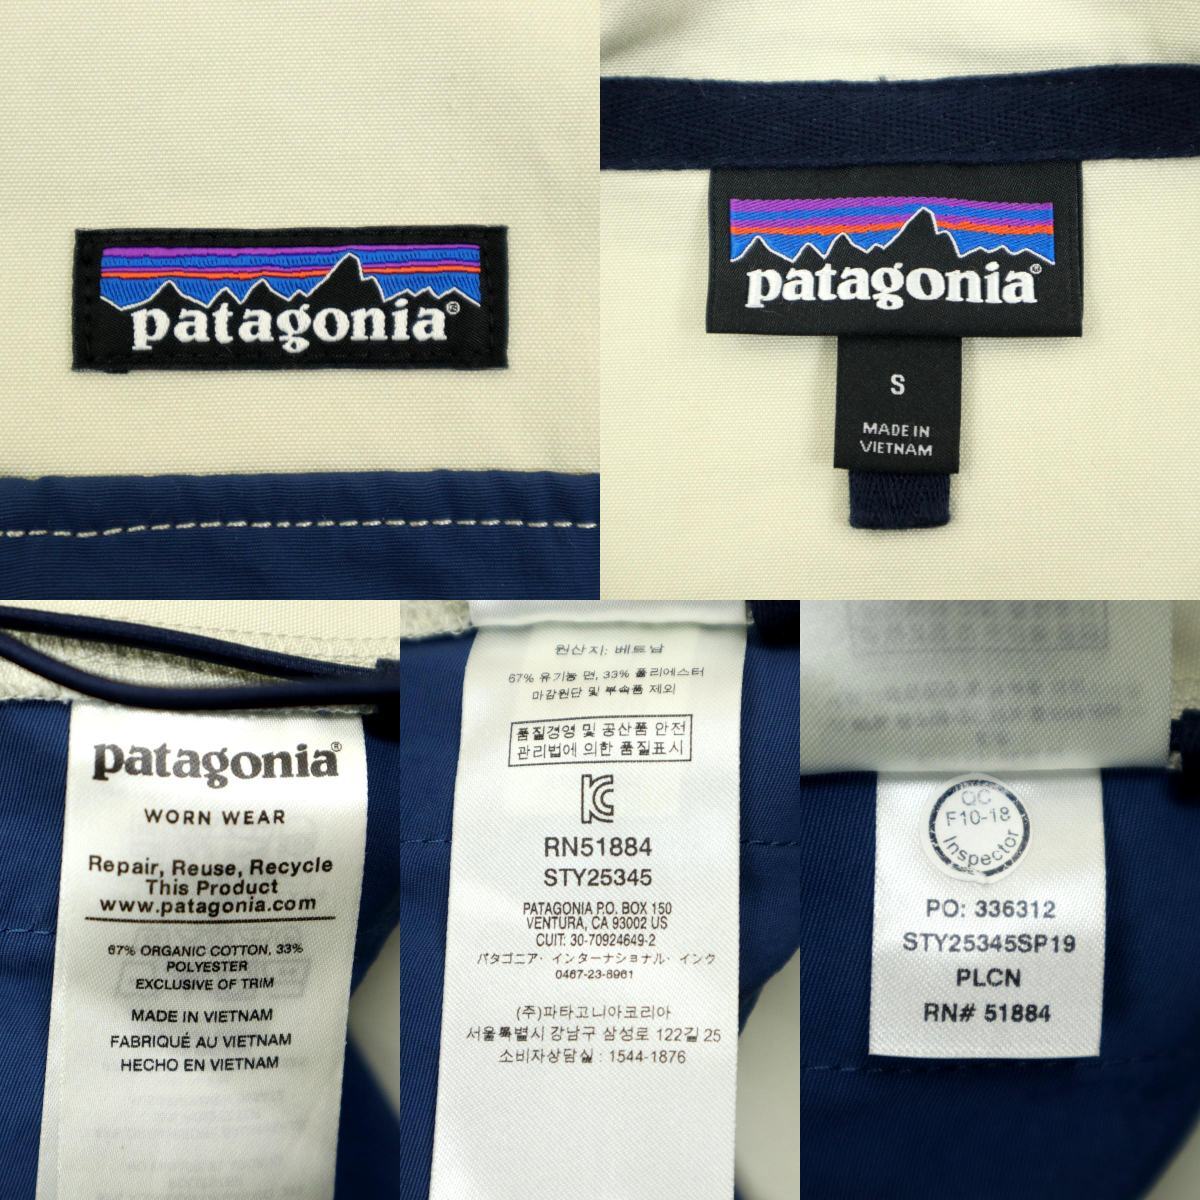 patagonia®
patagonia®
S
MADE IN
VIETNAM
patagonia®
WORN WEAR
Repair, Reuse, Recycle
This Product
www.patagonia.com
67% ORGANIC COTTON, 33%
POLYESTER
EXCLUSIVE OF TRIM
MADE IN VIETNAM
FABRIQUÉ AU VIETNAM
HECHO EN VIETNAM
원산지: 베트남
67% 유기농 면, 33% 폴리에스터
마감원단 및 부속품 제외
품질경영 및 공산품 안전
관리법에 의한 품질표시
RN51884
STY25345
PATAGONIA P.O. BOX 150
VENTURA, CA 93002 US
CUIT: 30-70924649-2
パタゴニア・インターナショナル・インク
0467-23-8961
(주)파타고니아코리아
서울특별시 강남구 삼성로 122길 25
소비자상담실 : 1544-1876
QC
F10-18
Inspector
PO: 336312
STY25345SP19
PLCN
RN# 51884